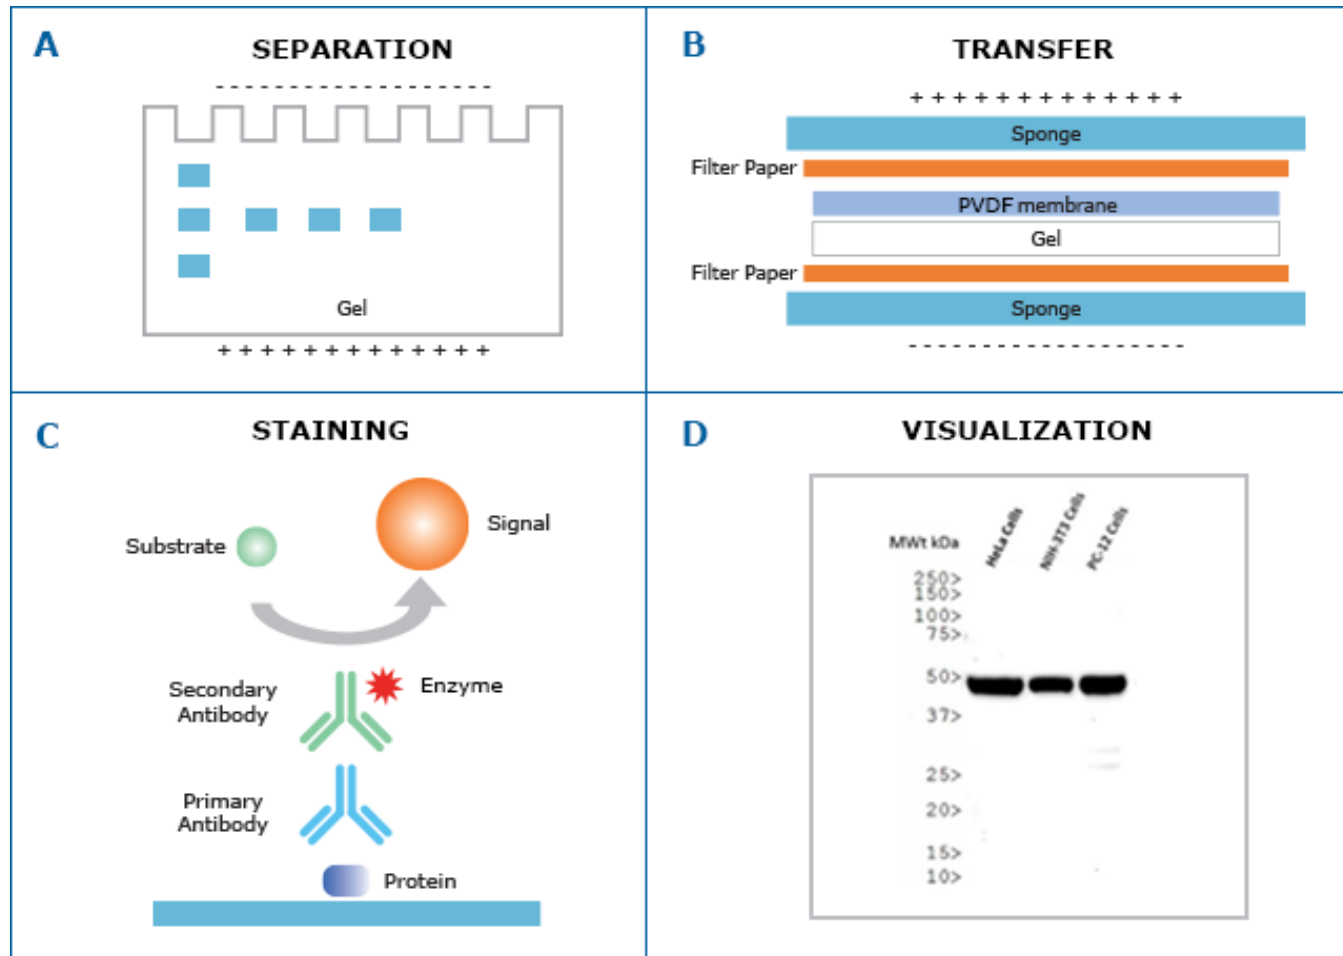 A
SEPARATION
- - - - - - - - - - - - - - - - - - -
Gel
+ + + + + + + + + + + + +
B
TRANSFER
+ + + + + + + + + + + + +
Sponge
Filter Paper
PVDF membrane
Gel
Filter Paper
Sponge
- - - - - - - - - - - - - - - - - - -
C
STAINING
Substrate
Signal
Secondary
Antibody
Enzyme
Primary
Antibody
Protein
D
VISUALIZATION
MWt kDa
HeLa Cells
NIH-3T3 Cells
PC-12 Cells
250>
150>
100>
75>
50>
37>
25>
20>
15>
10>